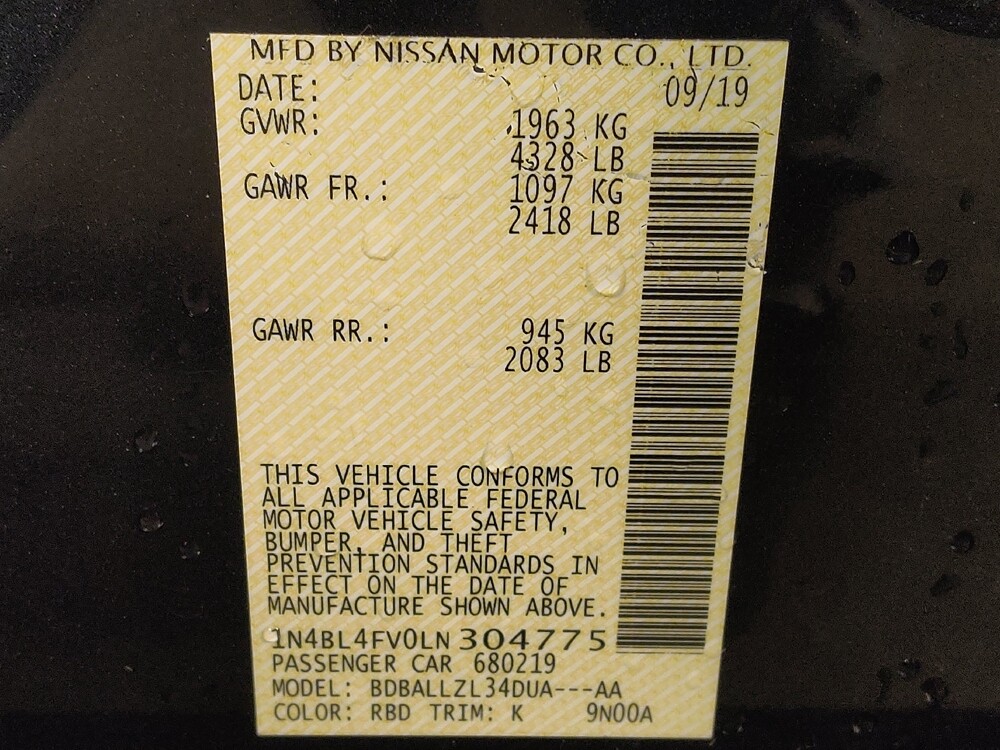 MFD BY NISSAN MOTOR CO., LTD.
DATE: 09/19
GVWR: 1963 KG
4328 LB
GAWR FR.: 1097 KG
2418 LB
GAWR RR.: 945 KG
2083 LB
THIS VEHICLE CONFORMS TO
ALL APPLICABLE FEDERAL
MOTOR VEHICLE SAFETY,
BUMPER, AND THEFT
PREVENTION STANDARDS IN
EFFECT ON THE DATE OF
MANUFACTURE SHOWN ABOVE.
1N4BL4FV0LN304775
PASSENGER CAR 680219
MODEL: BDBALLZL34DUA---AA
COLOR: RBD TRIM: K 9N00A